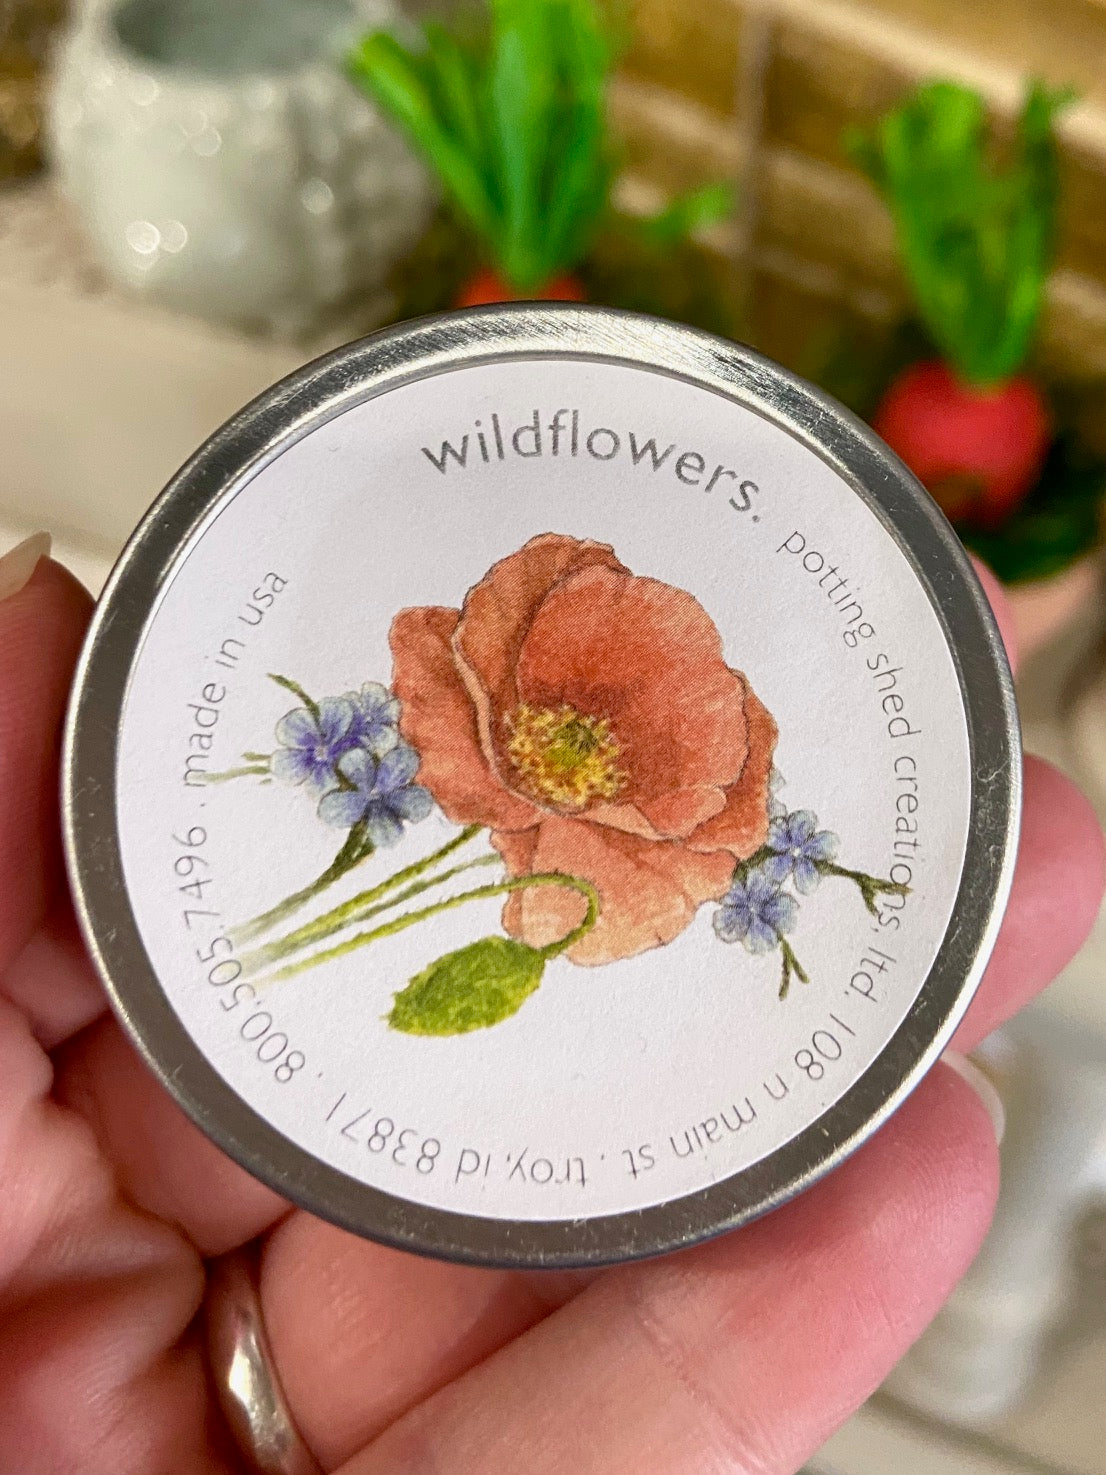 wildflowers.
potting shed creations, ltd. 108 n main st . troy, id 83871 . 800.505.7496 . made in usa